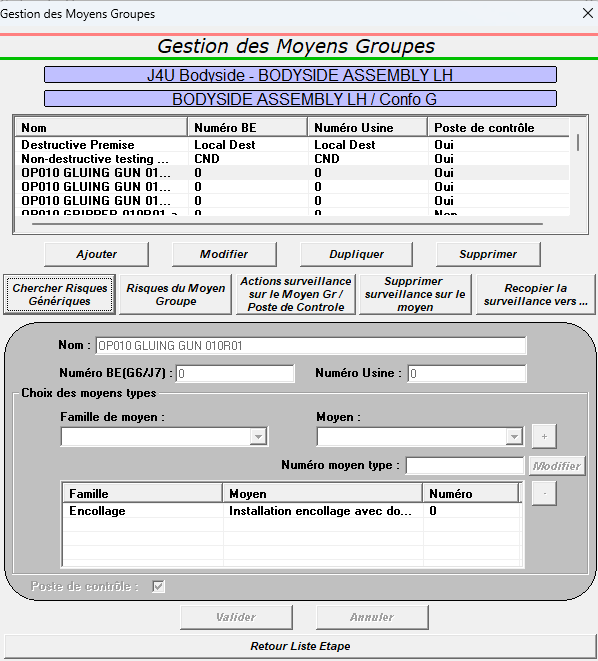 Gestion des Moyens Groupes
Gestion des Moyens Groupes
J4U Bodyside - BODYSIDE ASSEMBLY LH
BODYSIDE ASSEMBLY LH / Confo G
Nom Numéro BE Numéro Usine Poste de contrôle
Destructive Premise Local Dest Local Dest Oui
Non-destructive testing ... CND CND Oui
OP010 GLUING GUN 01... 0 0 Oui
OP010 GLUING GUN 01... 0 0 Oui
OP010 GLUING GUN 01... 0 0 Oui
OP010 GRIPPER 010R01 a 0 0 Non
Ajouter Modifier Dupliquer Supprimer
Chercher Risques Génériques
Risques du Moyen Groupe
Actions surveillance sur le Moyen Gr / Poste de Controle
Supprimer surveillance sur le moyen
Recopier la surveillance vers ...
Nom : OP010 GLUING GUN 010R01
Numéro BE(G6/J7) : 0 Numéro Usine : 0
Choix des moyens types
Famille de moyen : Moyen :
+
Numéro moyen type : Modifier
Famille Moyen Numéro -
Encollage Installation encollage avec do... 0
Poste de contrôle :
Valider Annuler
Retour Liste Etape